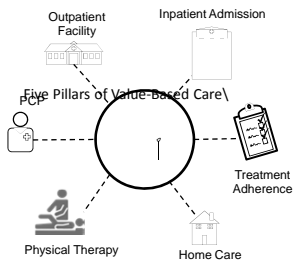 Outpatient
Facility
Inpatient Admission
Five Pillars of Value-Based Care\
PCP
Treatment
Adherence
Physical Therapy
Home Care